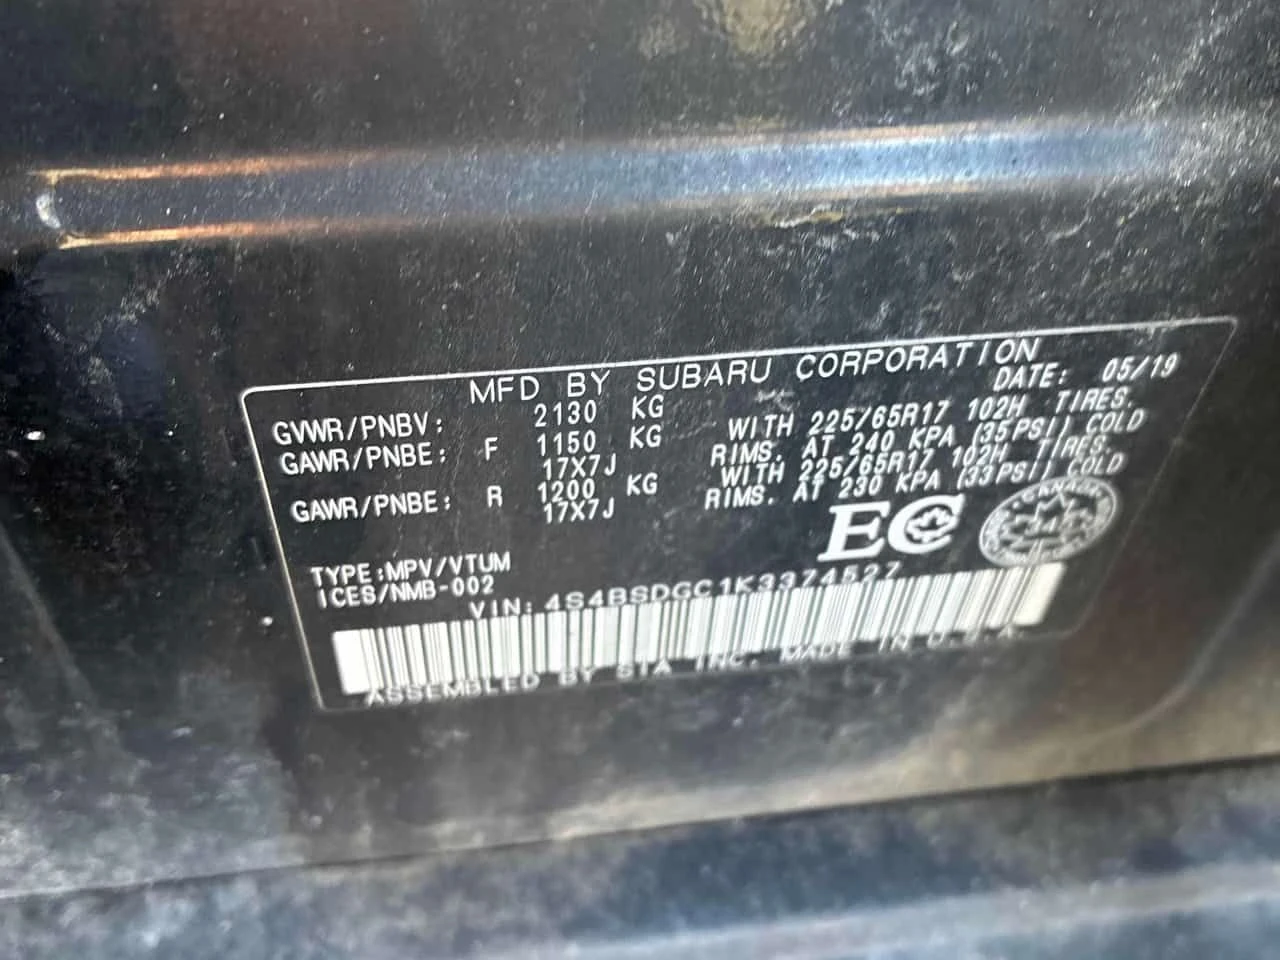 MFD BY SUBARU CORPORATION
DATE: 05/19
GVWR/PNBV: 2130 KG
GAWR/PNBE: F 1150 KG WITH 225/65R17 102H TIRES.
17X7J RIMS. AT 240 KPA (35PSI) COLD
GAWR/PNBE: R 1200 KG WITH 225/65R17 102H TIRES.
17X7J RIMS. AT 230 KPA (33PSI) COLD
EC
TYPE:MPV/VTUM
ICES/NMB-002
VIN: 4S4BSDGC1K3374527
ASSEMBLED BY SIA INC. MADE IN U.S.A.